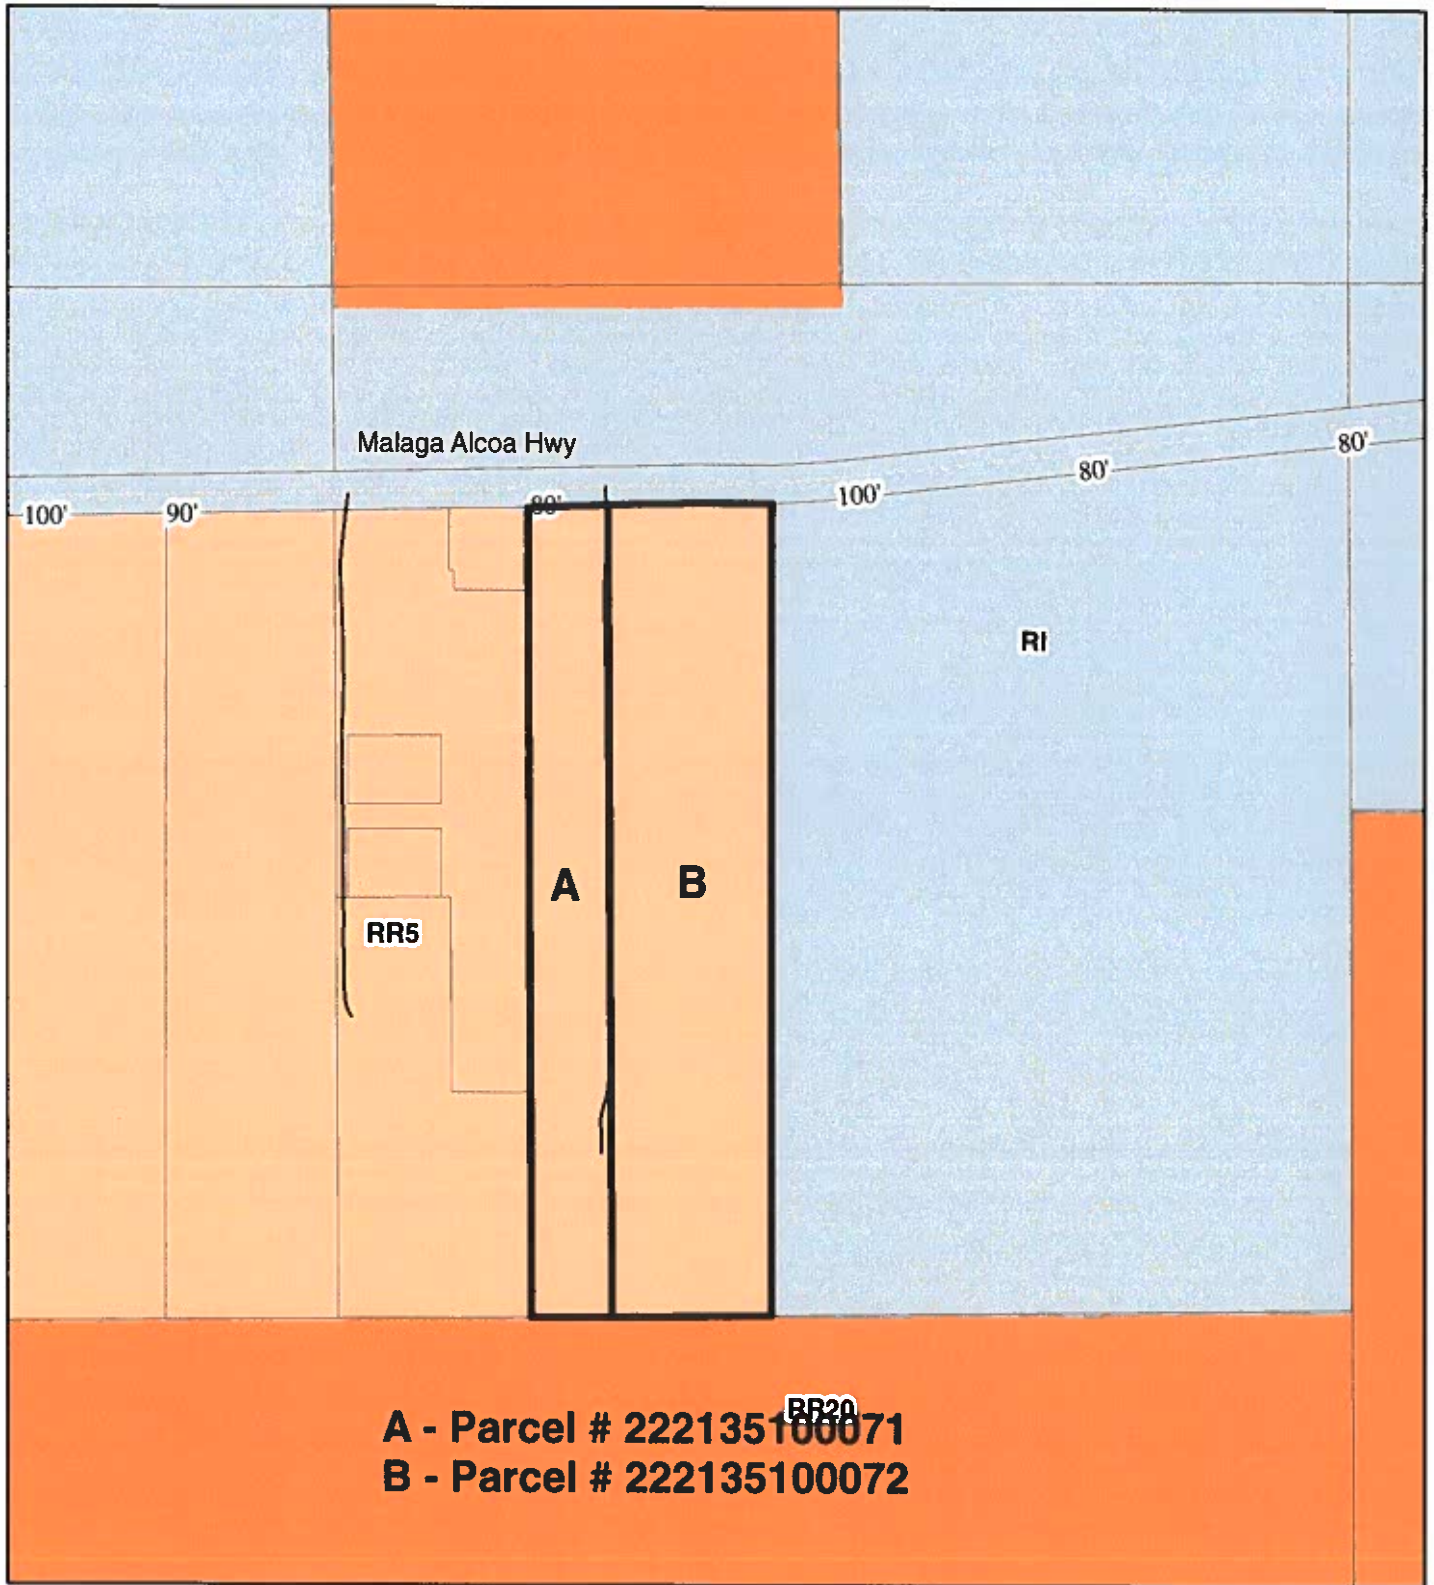 Malaga Alcoa Hwy
80'
80'
100'
100'
90'
80'
RI
A
B
RR5
RR20
A - Parcel # 222135100071
B - Parcel # 222135100072